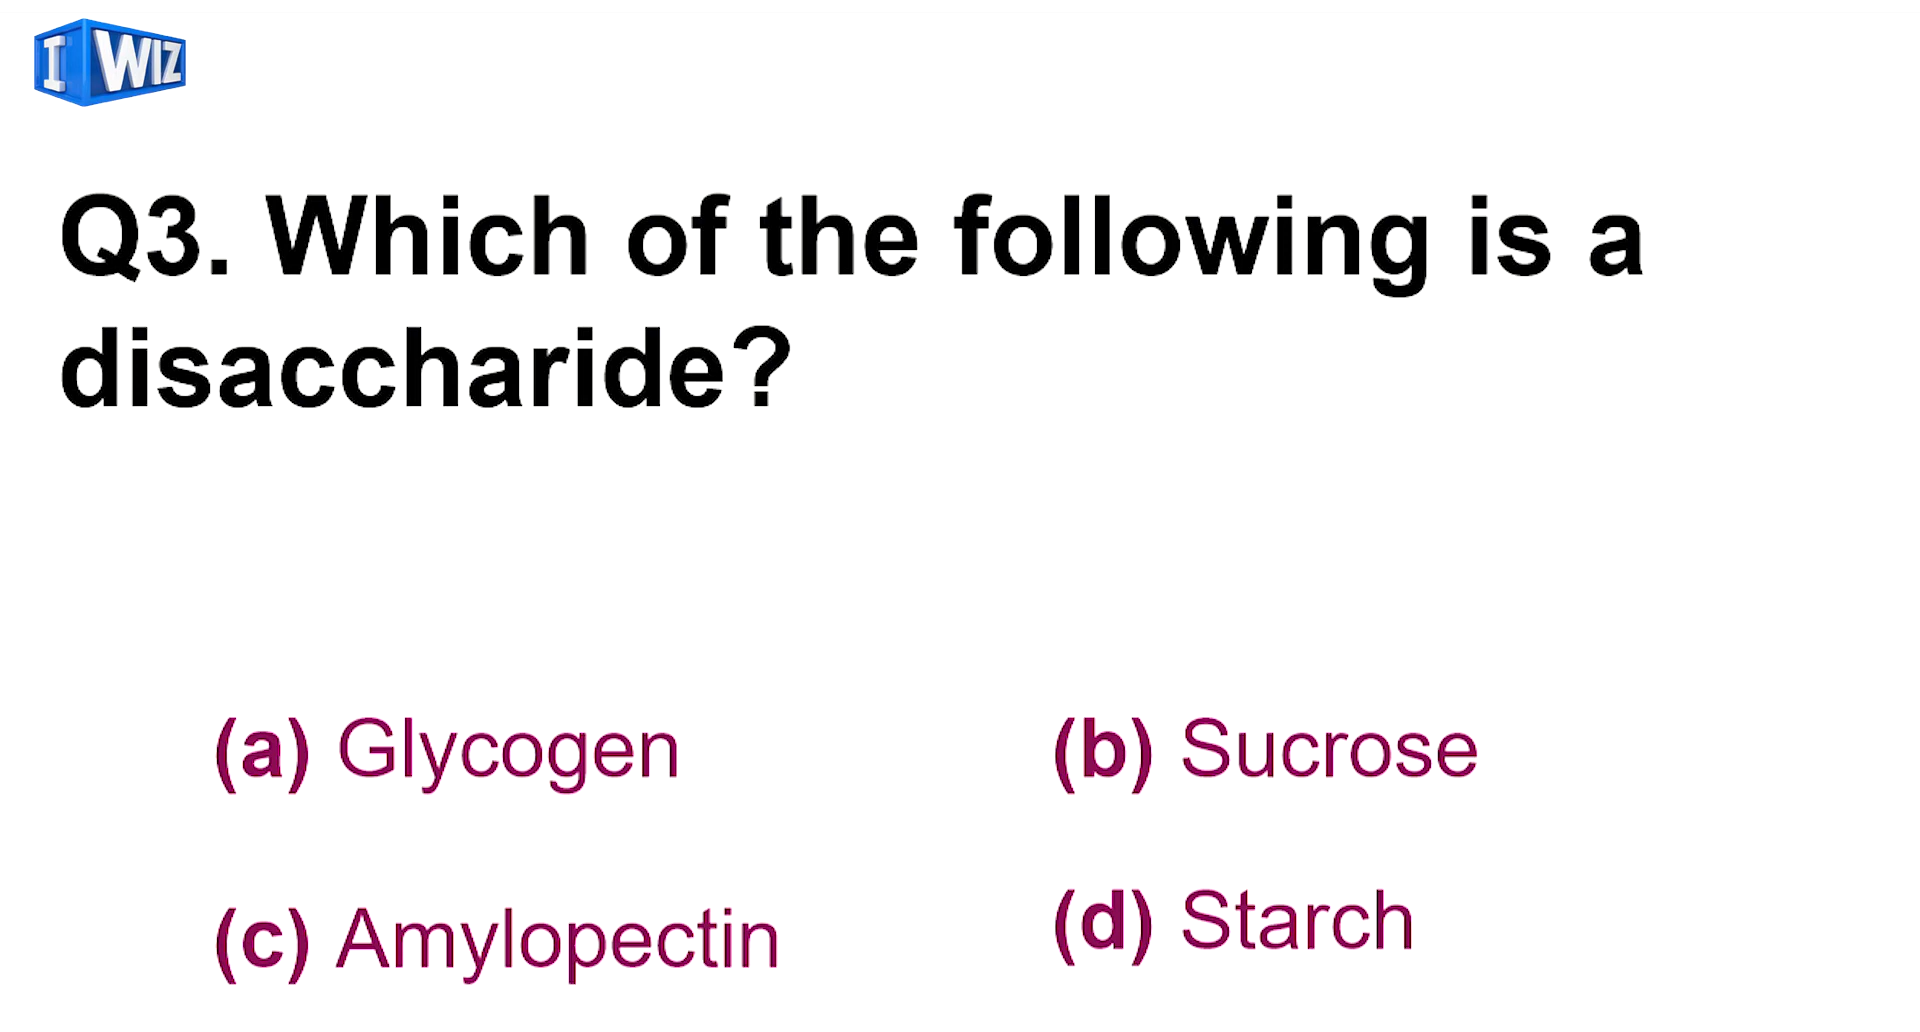 I WIZ
Q3. Which of the following is a
disaccharide?
(a) Glycogen
(b) Sucrose
(c) Amylopectin
(d) Starch